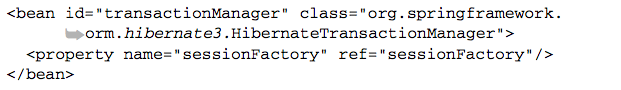 <bean id="transactionManager" class="org.springframework.
orm.hibernate3.HibernateTransactionManager">
<property name="sessionFactory" ref="sessionFactory"/>
</bean>